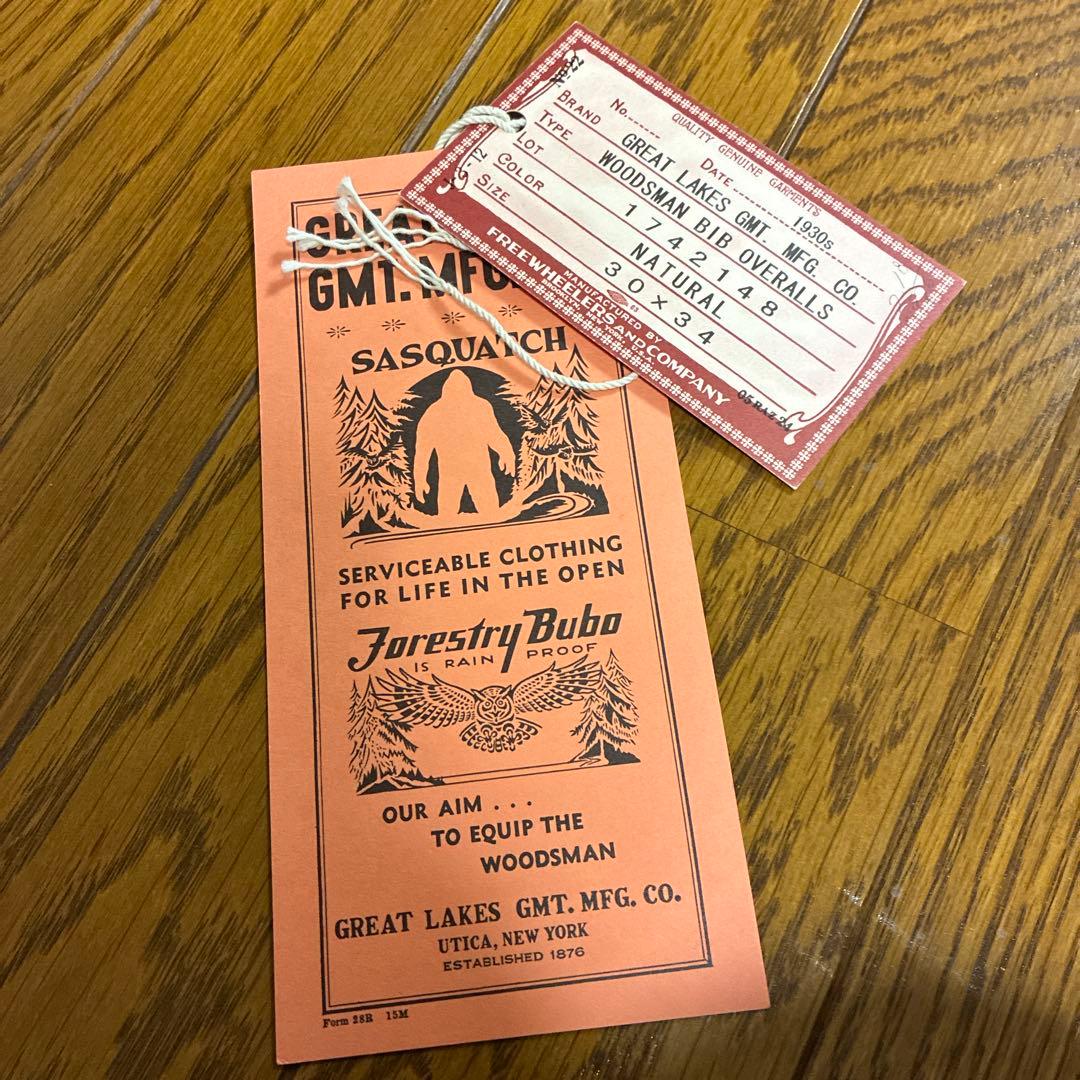 GMT. MFG.
SASQUATCH
SERVICEABLE CLOTHING
FOR LIFE IN THE OPEN
Forestry Bubo
IS RAIN PROOF
OUR AIM . . .
TO EQUIP THE
WOODSMAN
GREAT LAKES GMT. MFG. CO.
UTICA, NEW YORK
ESTABLISHED 1876
Form 28R 15M
QUALITY GENUINE GARMENTS
No. DATE 1930s
BRAND GREAT LAKES GMT. MFG. CO.
TYPE WOODSMAN BIB OVERALLS
LOT 1742148
COLOR NATURAL
SIZE 30×34
MANUFACTURED BY
FREEWHEELERS AND COMPANY
BROOKLYN, NEW YORK, U.S.A.